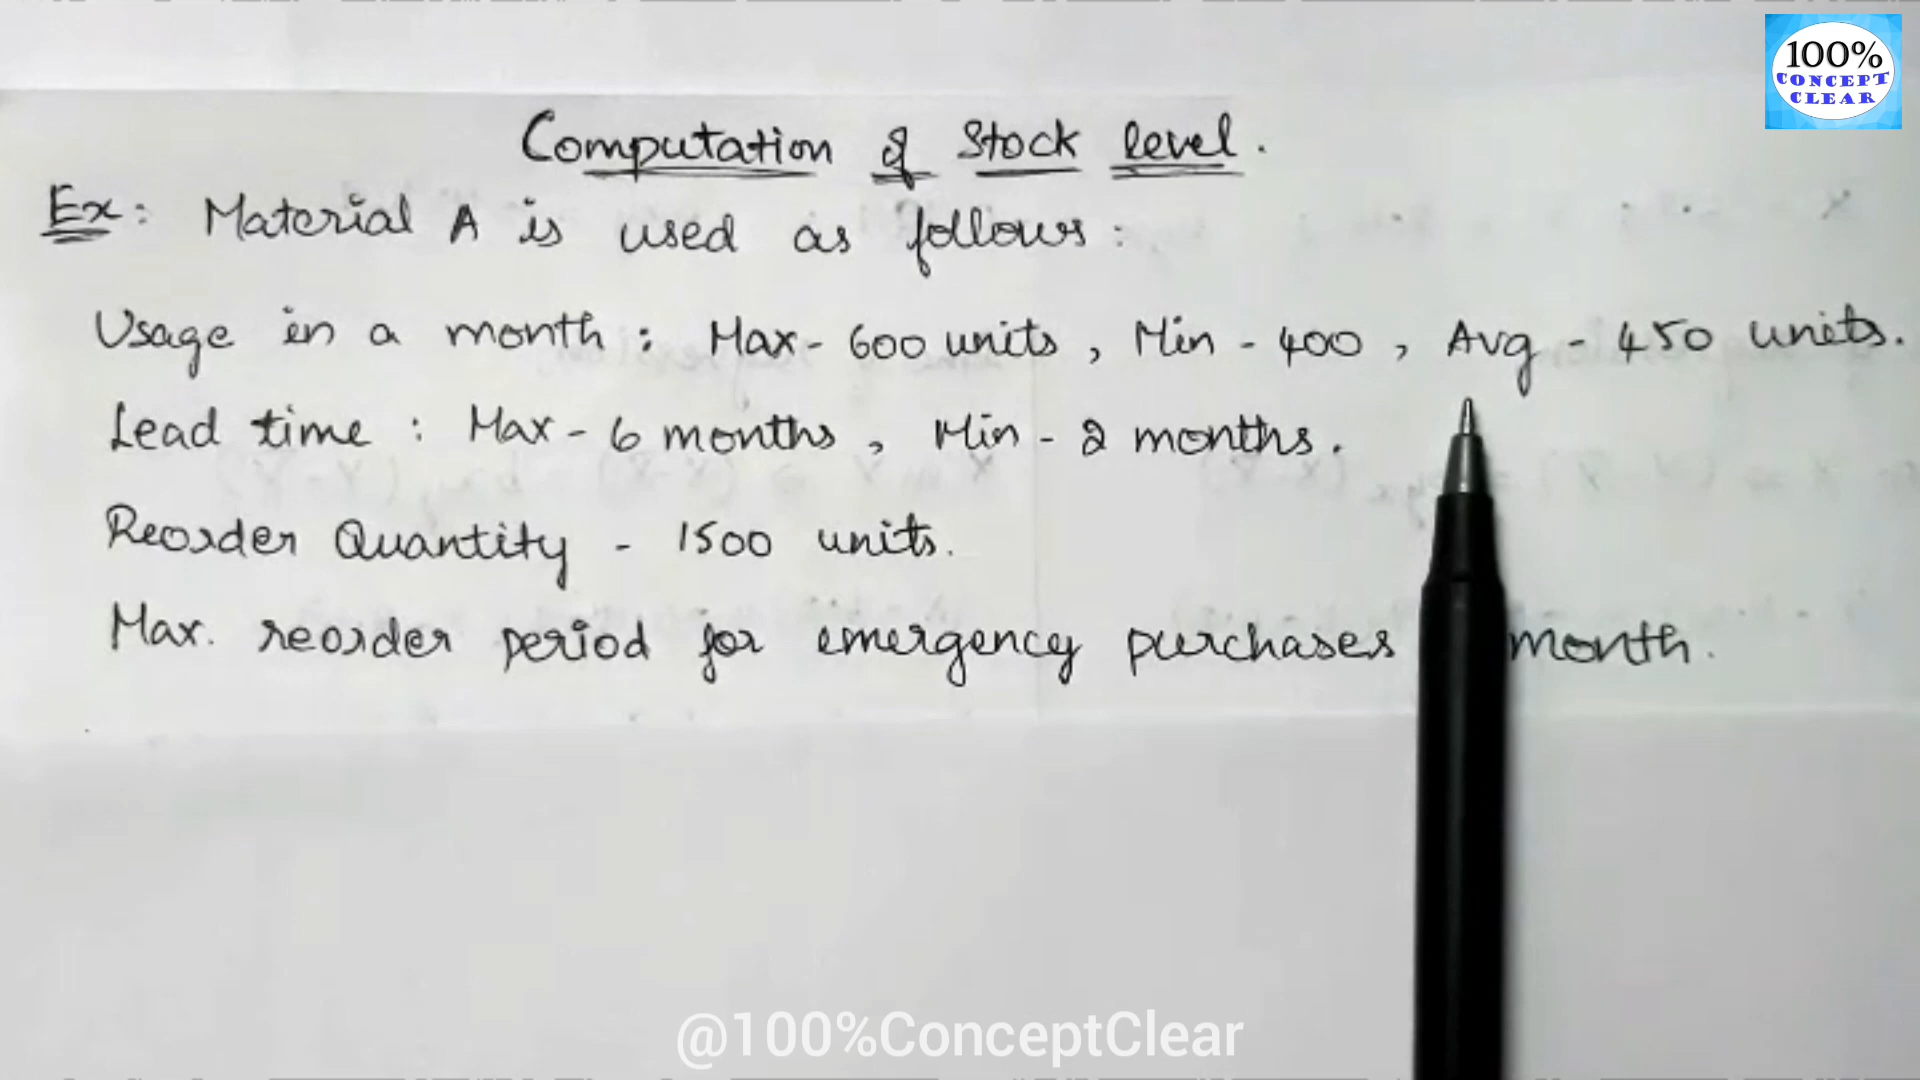 100%
CONCEPT
CLEAR
Computation of Stock level.
Ex: Material A is used as follows:
Usage in a month : Max - 600 units , Min - 400 , Avg - 450 units.
Lead time : Max - 6 months , Min - 2 months.
Reorder Quantity - 1500 units.
Max. reorder period for emergency purchases month.
@100%ConceptClear